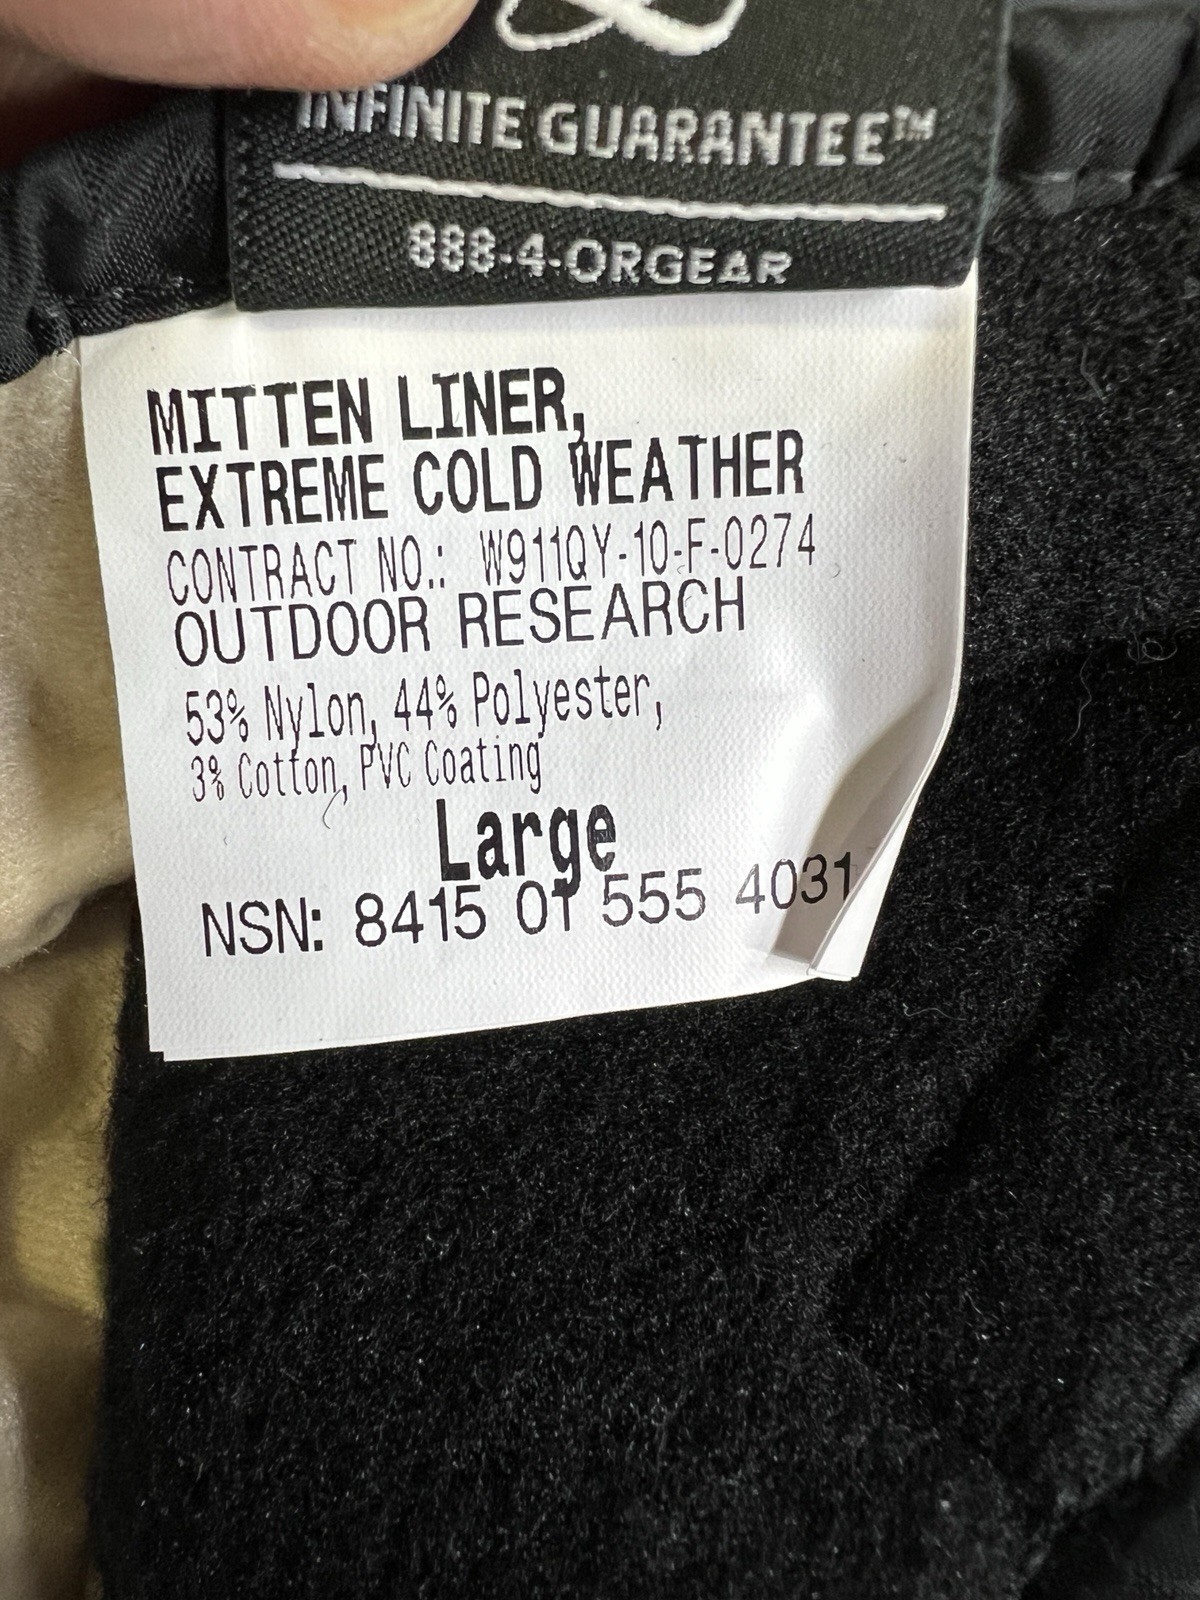 INFINITE GUARANTEE™
888-4-ORGEAR
MITTEN LINER,
EXTREME COLD WEATHER
CONTRACT NO.: W911QY-10-F-0274
OUTDOOR RESEARCH
53% Nylon, 44% Polyester,
3% Cotton, PVC Coating
Large
NSN: 8415 01 555 4031